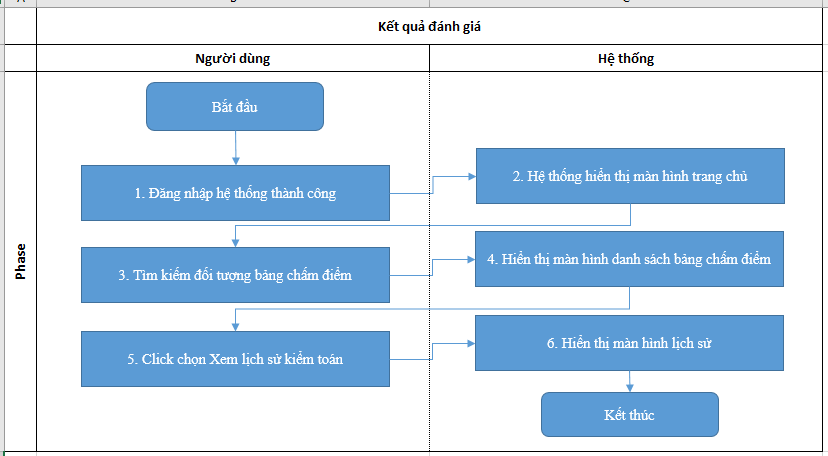 Kết quả đánh giá
Người dùng
Hệ thống
Phase
Bắt đầu
1. Đăng nhập hệ thống thành công
2. Hệ thống hiển thị màn hình trang chủ
3. Tìm kiếm đối tượng bảng chấm điểm
4. Hiển thị màn hình danh sách bảng chấm điểm
5. Click chọn Xem lịch sử kiểm toán
6. Hiển thị màn hình lịch sử
Kết thúc